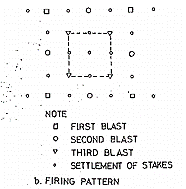 NOTE
FIRST BLAST
SECOND BLAST
THIRD BLAST
SETTLEMENT OF STAKES
b. FIRING PATTERN